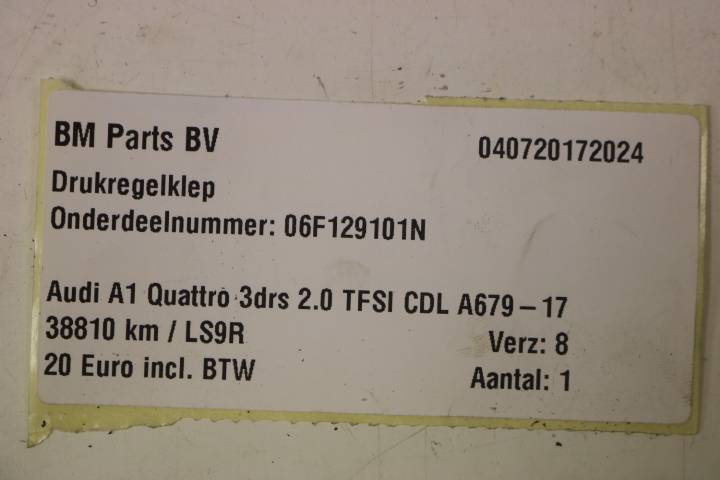 BM Parts BV 040720172024
Drukregelklep
Onderdeelnummer: 06F129101N
Audi A1 Quattro 3drs 2.0 TFSI CDL A679-17
38810 km / LS9R Verz: 8
20 Euro incl. BTW Aantal: 1